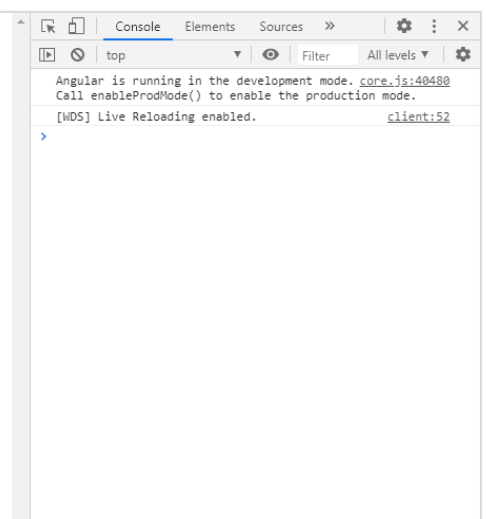 Console Elements Sources »
top Filter All levels ▼
Angular is running in the development mode. core.js:40480
Call enableProdMode() to enable the production mode.
[WDS] Live Reloading enabled. client:52